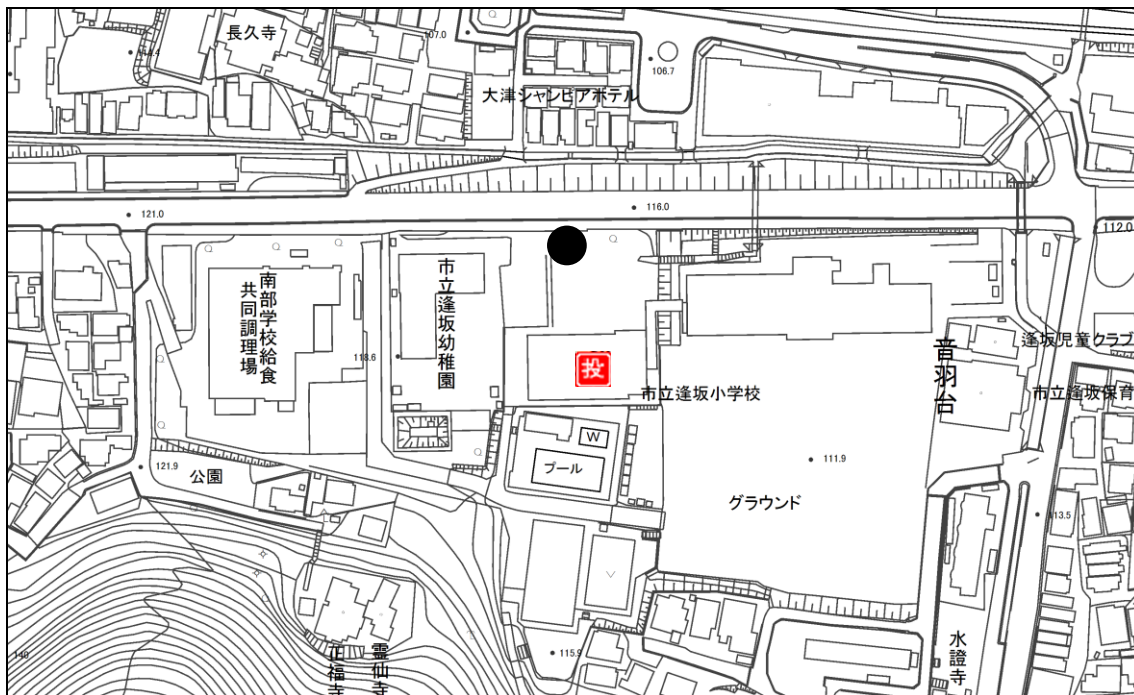 長久寺
107.0
106.7
大津シャンピアホテル
121.0
116.0
112.0
南部学校給食
共同調理場
118.6
市立逢坂幼稚園
投
市立逢坂小学校
音羽台
逢坂児童クラブ
市立逢坂保育
W
プール
121.9
公園
111.9
グラウンド
113.5
115.9
正福寺
霊仙寺
水證寺
140